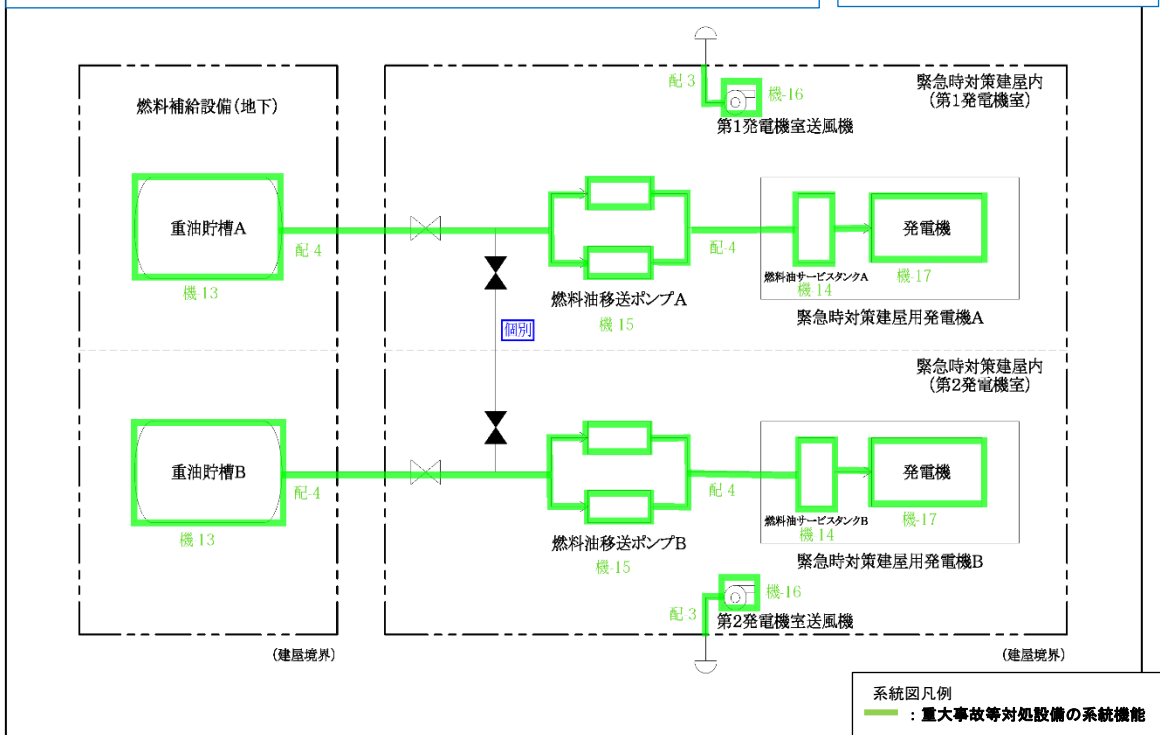 緊急時対策建屋内
(第1発電機室)
配 3
機-16
第1発電機室送風機
燃料補給設備(地下)
重油貯槽A
配 4
機-13
燃料油移送ポンプA
機 15
配-4
燃料油サービスタンクA
機-14
発電機
機-17
緊急時対策建屋用発電機A
個別
緊急時対策建屋内
(第2発電機室)
重油貯槽B
配-4
機 13
燃料油移送ポンプB
機-15
配 4
燃料油サービスタンクB
機 14
発電機
機-17
緊急時対策建屋用発電機B
配 3
機-16
第2発電機室送風機
(建屋境界)
(建屋境界)
系統図凡例
:重大事故等対処設備の系統機能